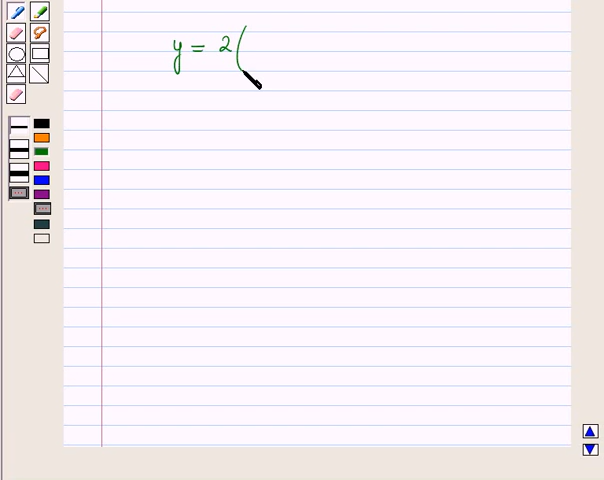 y = 2(